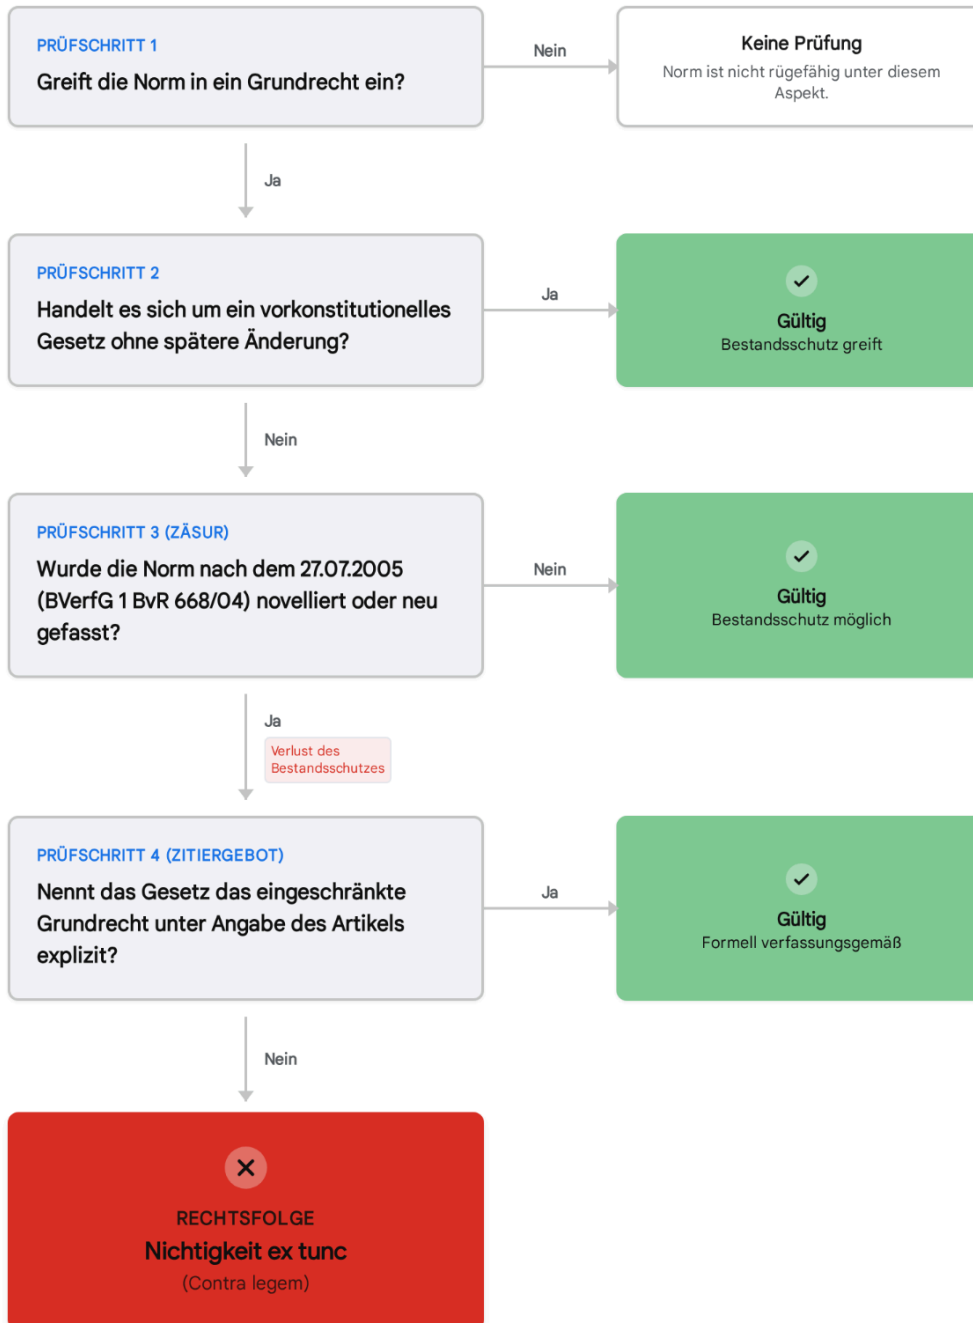 PRÜFSCHRITT 1
Greift die Norm in ein Grundrecht ein?
Nein
Keine Prüfung
Norm ist nicht rügefähig unter diesem
Aspekt.
Ja
PRÜFSCHRITT 2
Handelt es sich um ein vorkonstitutionelles
Gesetz ohne spätere Änderung?
Ja
Gültig
Bestandsschutz greift
Nein
PRÜFSCHRITT 3 (ZÄSUR)
Wurde die Norm nach dem 27.07.2005
(BVerfG 1 BvR 668/04) novelliert oder neu
gefasst?
Nein
Gültig
Bestandsschutz möglich
Ja
Verlust des
Bestandsschutzes
PRÜFSCHRITT 4 (ZITIERGEBOT)
Nennt das Gesetz das eingeschränkte
Grundrecht unter Angabe des Artikels
explizit?
Ja
Gültig
Formell verfassungsgemäß
Nein
RECHTSFOLGE
Nichtigkeit ex tunc
(Contra legem)